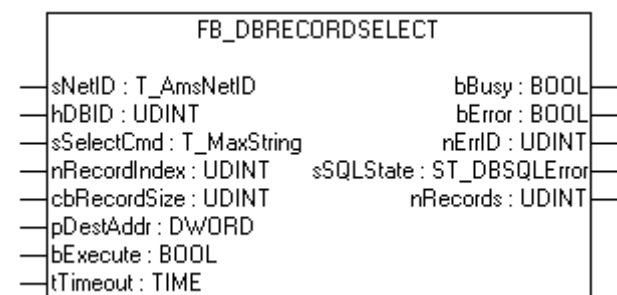 FB_DBRECORDSELECT
sNetID : T_AmsNetID bBusy : BOOL
hDBID : UDINT bError : BOOL
sSelectCmd : T_MaxString nErrID : UDINT
nRecordIndex : UDINT sSQLState : ST_DBSQLError
cbRecordSize : UDINT nRecords : UDINT
pDestAddr : DWORD
bExecute : BOOL
tTimeout : TIME